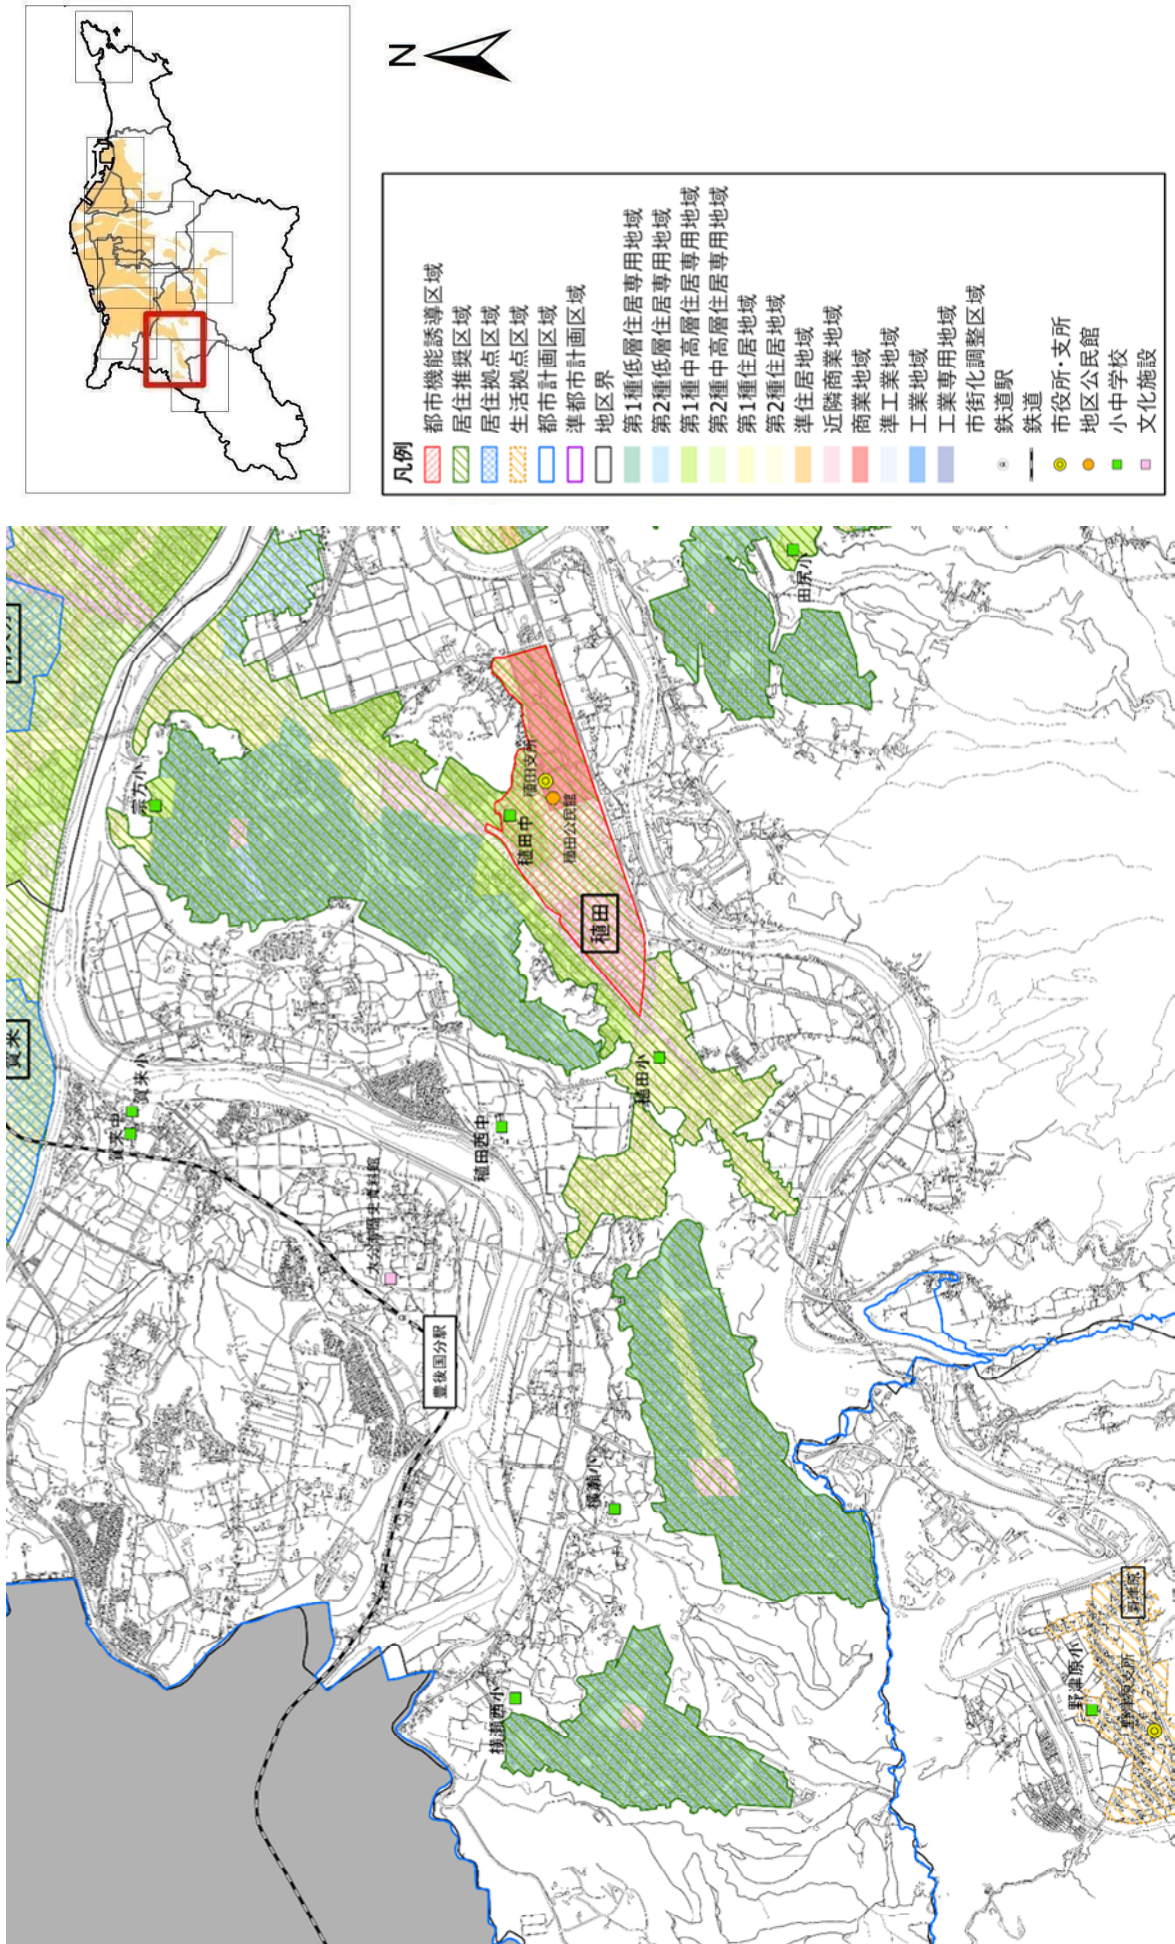 N
凡例
都市機能誘導区域
居住推奨区域
居住拠点区域
生活拠点区域
都市計画区域
準都市計画区域
地区界
第1種低層住居専用地域
第2種低層住居専用地域
第1種中高層住居専用地域
第2種中高層住居専用地域
第1種住居地域
第2種住居地域
準住居地域
近隣商業地域
商業地域
準工業地域
工業地域
工業専用地域
市街化調整区域
鉄道駅
鉄道
市役所・支所
地区公民館
小中学校
文化施設
賀来
賀来中
賀来小
宗方小
田尻小
稙田支所
稙田公民館
稙田中
稙田
稙田小
稙田西中
大分市歴史資料館
豊後国分駅
横瀬小
横瀬西小
野津原
野津原小
野津原支所